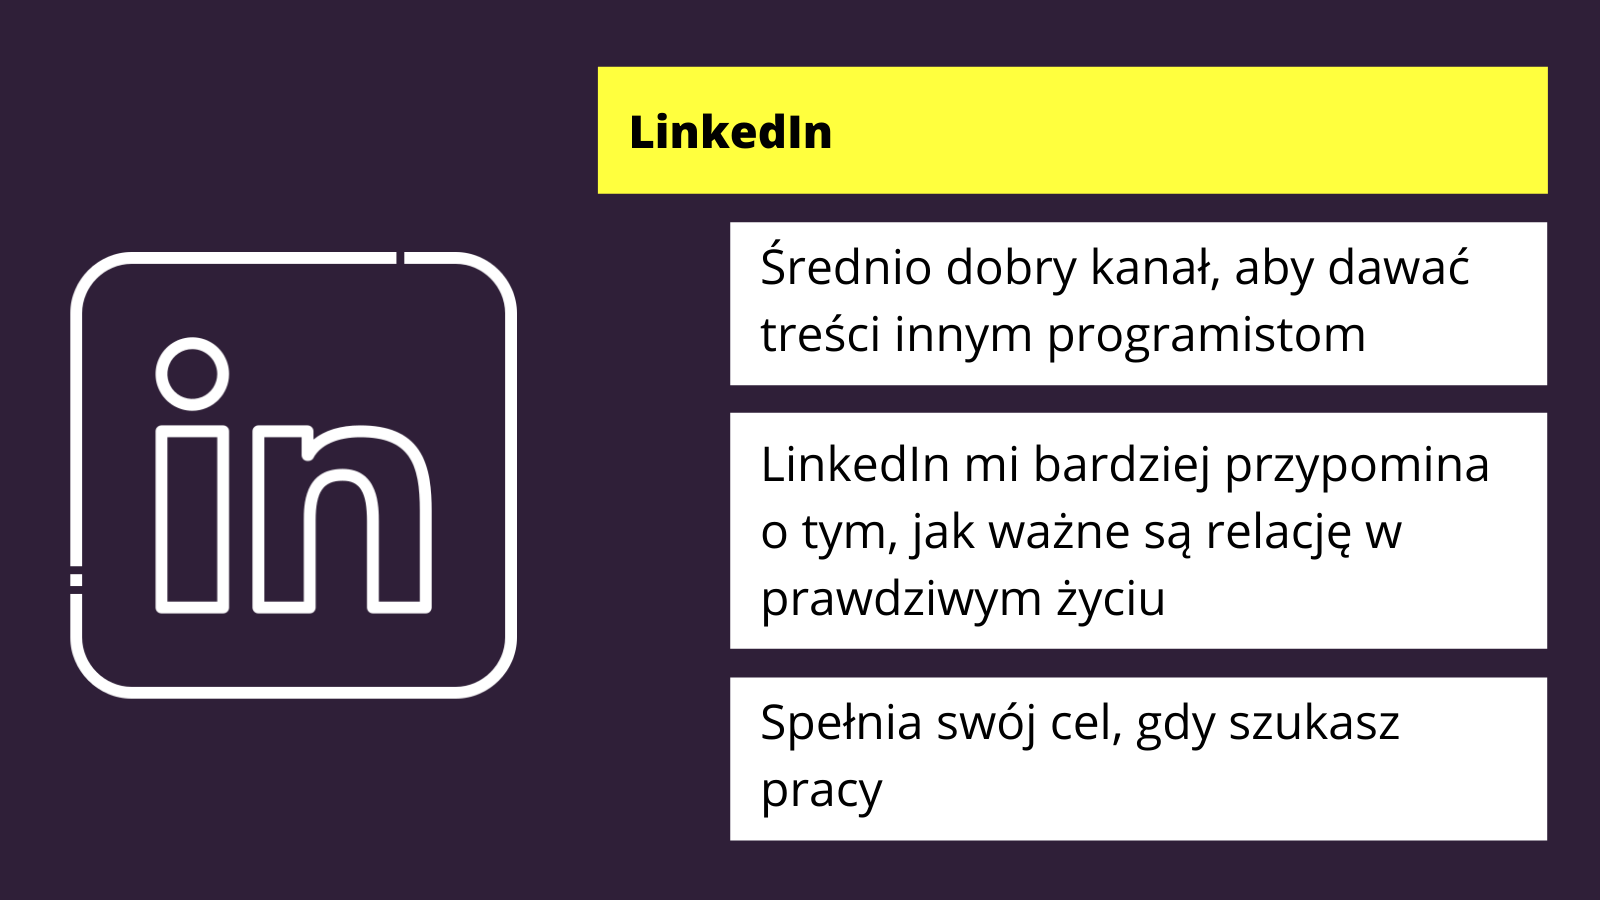 LinkedIn
Średnio dobry kanał, aby dawać
treści innym programistom
LinkedIn mi bardziej przypomina
o tym, jak ważne są relację w
prawdziwym życiu
Spełnia swój cel, gdy szukasz
pracy
in